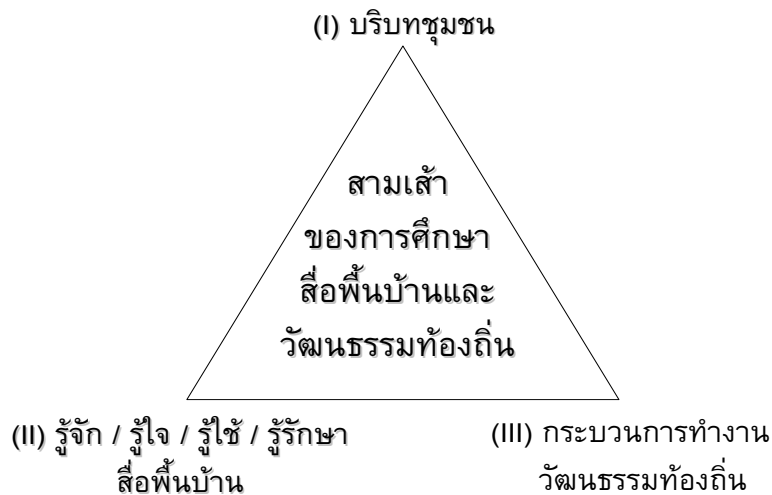 (I) บริบทชุมชน
สามเส้า
ของการศึกษา
สื่อพื้นบ้านและ
วัฒนธรรมท้องถิ่น
(II) รู้จัก / รู้ใจ / รู้ใช้ / รู้รักษา
สื่อพื้นบ้าน
(III) กระบวนการทำงาน
วัฒนธรรมท้องถิ่น